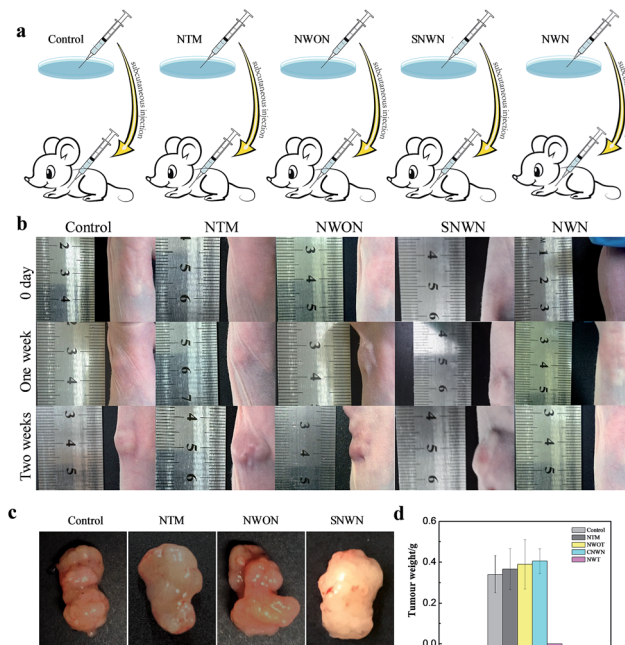 a
Control NTM NWON SNWN NWN
subcutaneous injection subcutaneous injection subcutaneous injection subcutaneous injection
b
Control NTM NWON SNWN NWN
0 day
One week
Two weeks
c
Control NTM NWON SNWN
d
0.6
0.4
0.2
0.0
Tumour weight/g
Control
NTM
NWOT
CNWN
NWT